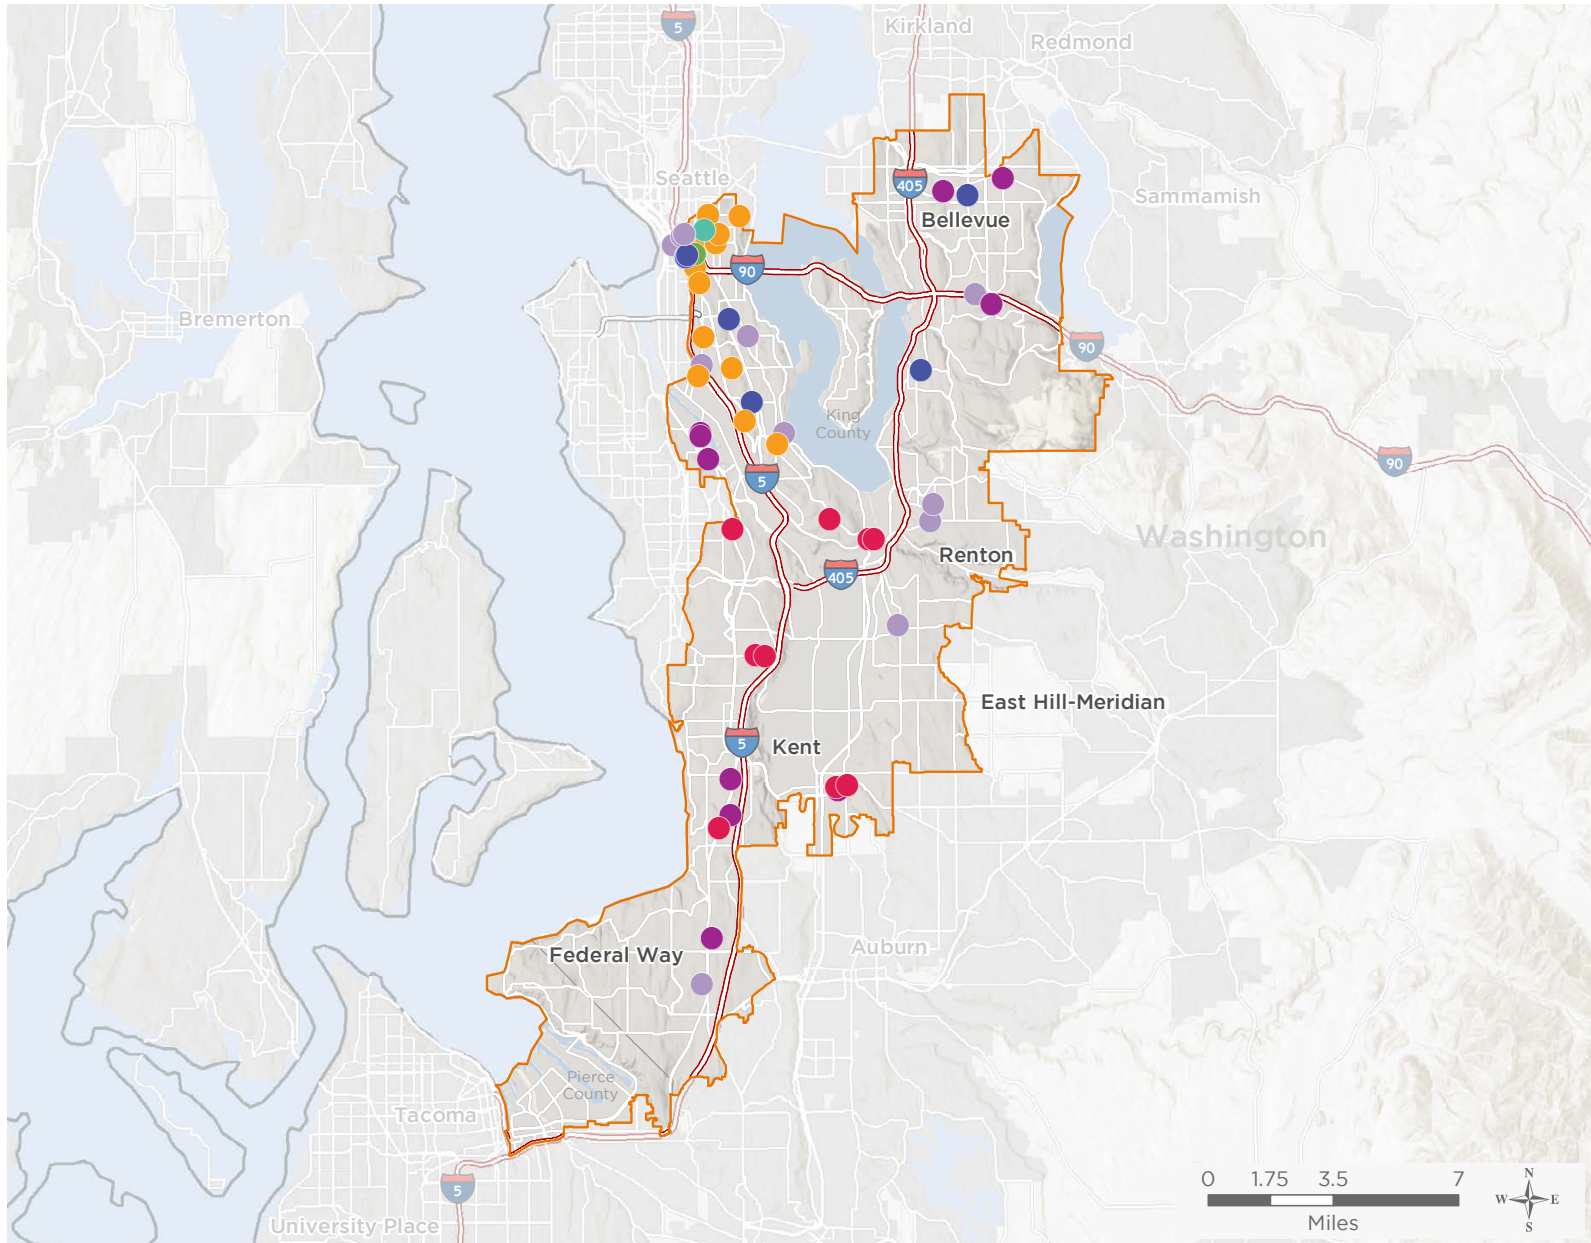 5
Kirkland
Redmond
Seattle
405
Sammamish
Bellevue
90
Bremerton
90
King
County
90
5
Washington
Renton
405
East Hill-Meridian
5
Kent
Federal Way
Auburn
Pierce
County
Tacoma
5
University Place
0 1.75 3.5 7
Miles
N
W E
S